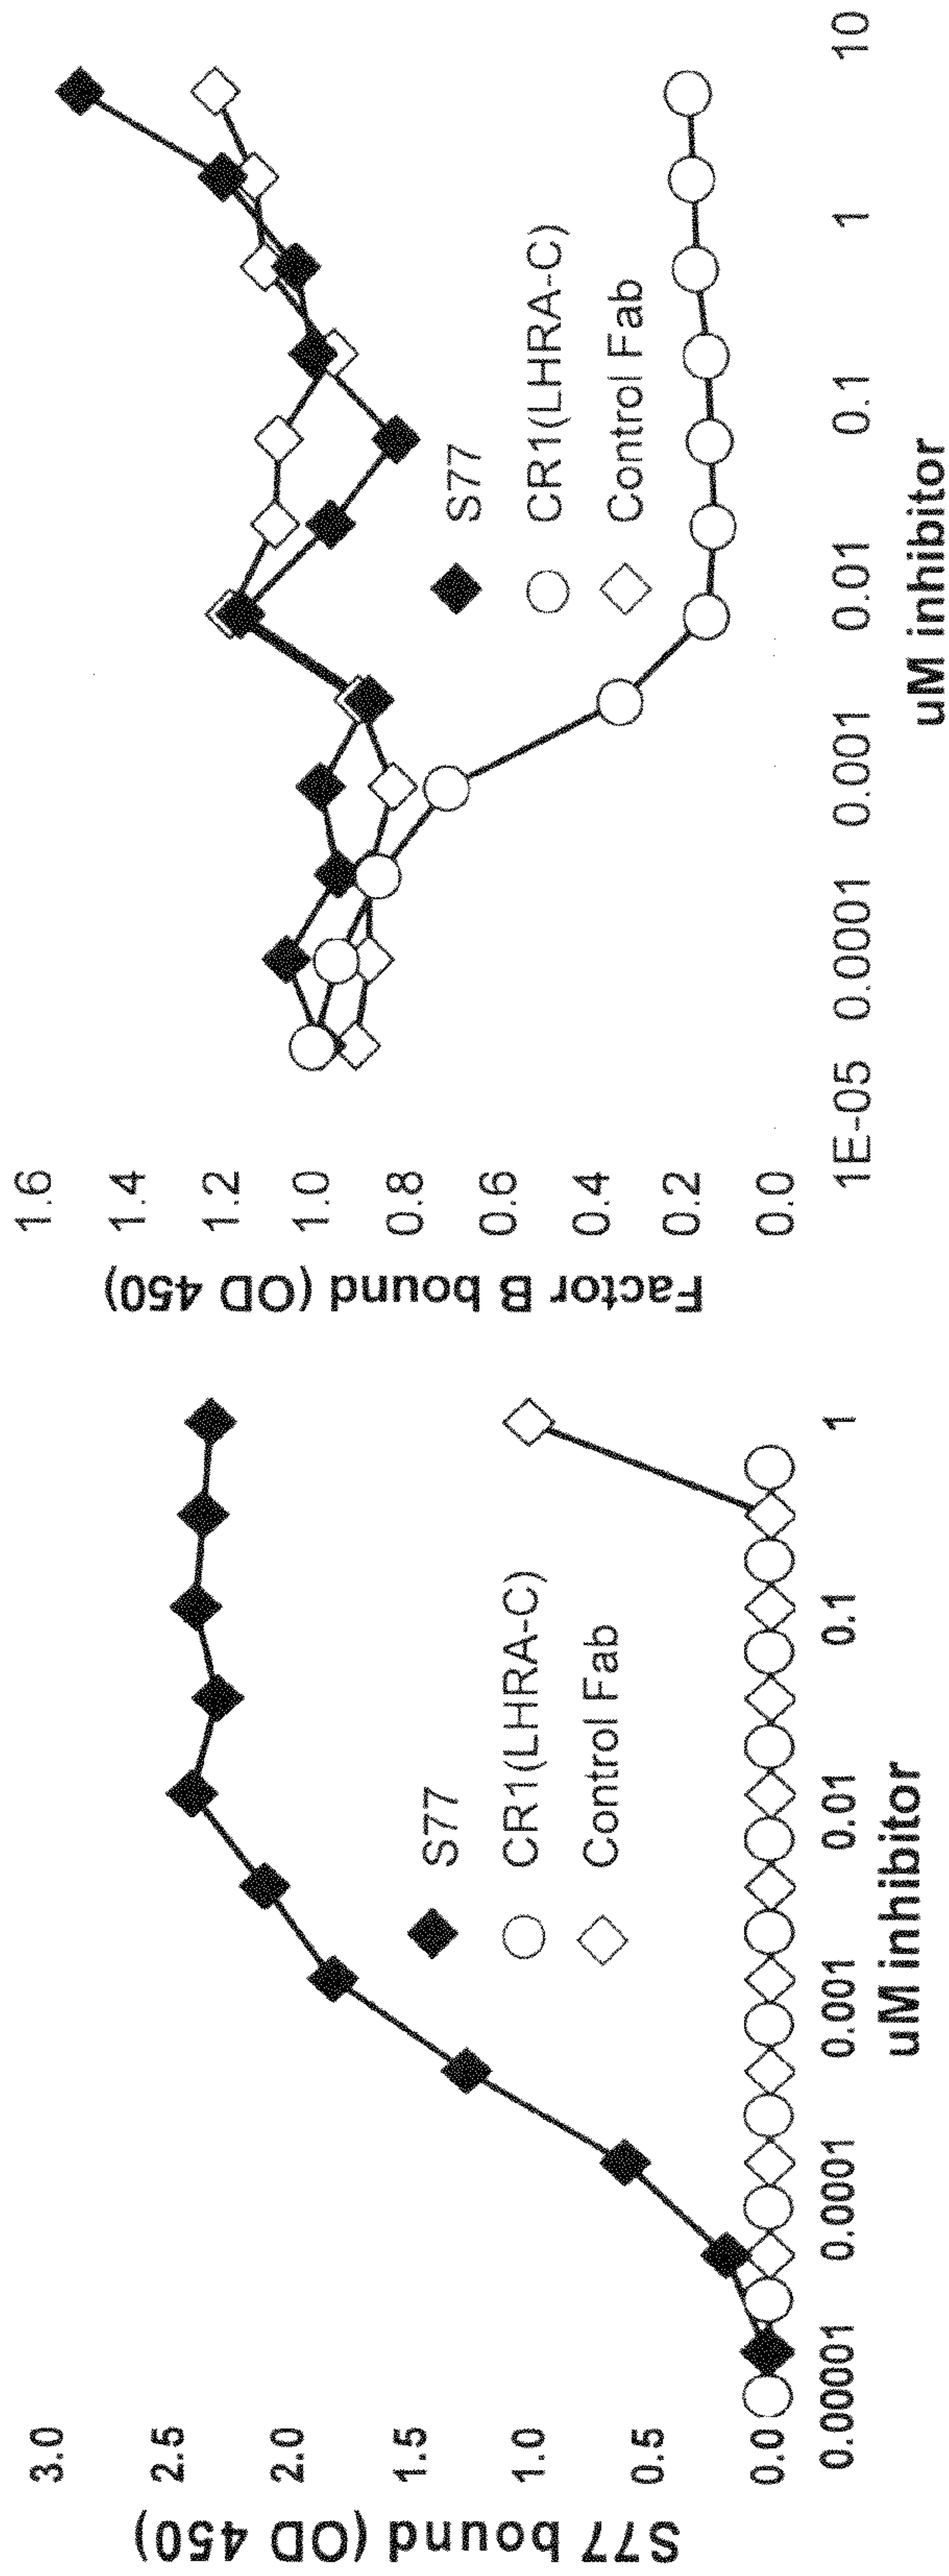 S77 bound (OD 450)
3.0
2.5
2.0
1.5
1.0
0.5
0.0
S77
CR1(LHRA-C)
Control Fab
0.00001 0.0001 0.001 0.01 0.1 1
uM inhibitor
Factor B bound (OD 450)
1.6
1.4
1.2
1.0
0.8
0.6
0.4
0.2
0.0
S77
CR1(LHRA-C)
Control Fab
1E-05 0.0001 0.001 0.01 0.1 1 10
uM inhibitor